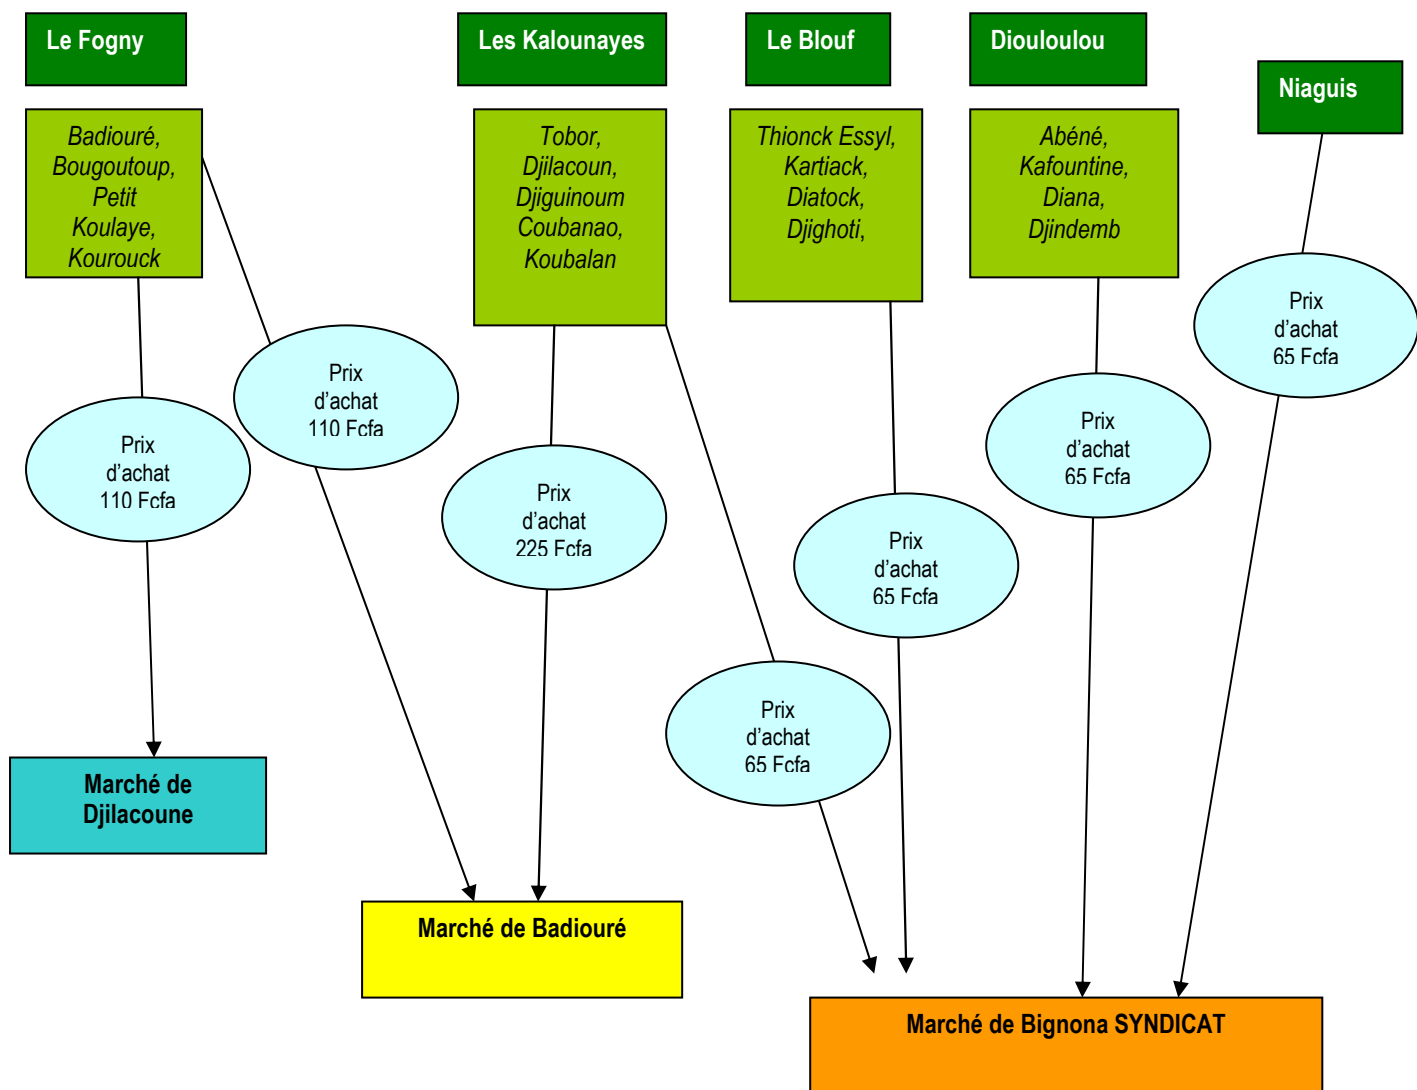 Le Fogny
Les Kalounayes
Le Blouf
Diouloulou
Niaguis
Badiouré,
Bougoutoup,
Petit
Koulaye,
Kourouck
Tobor,
Djilacoun,
Djiguinoum
Coubanao,
Koubalan
Thionck Essyl,
Kartiack,
Diatock,
Djighoti,
Abéné,
Kafountine,
Diana,
Djindemb
Prix
d'achat
65 Fcfa
Prix
d'achat
110 Fcfa
Prix
d'achat
65 Fcfa
Prix
d'achat
110 Fcfa
Prix
d'achat
225 Fcfa
Prix
d'achat
65 Fcfa
Prix
d'achat
65 Fcfa
Marché de
Djilacoune
Marché de Badiouré
Marché de Bignona SYNDICAT